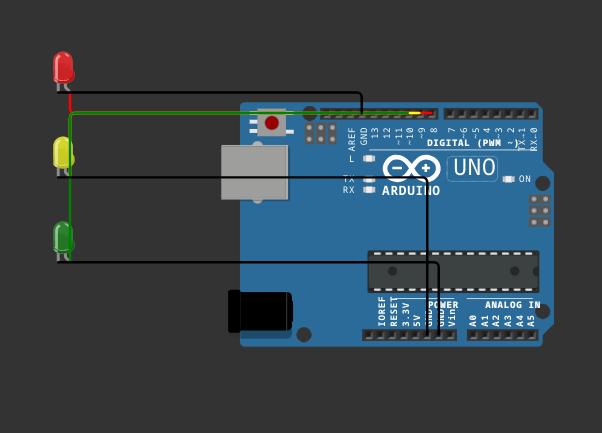 AREF
GND
13
12
~11
~10
~9
8
7
~6
~5
4
~3
2
TX→1
RX←0
DIGITAL (PWM ~)
L
TX
RX
UNO
ON
ARDUINO
IOREF
RESET
3.3V
5V
GND
GND
Vin
POWER
ANALOG IN
A0
A1
A2
A3
A4
A5